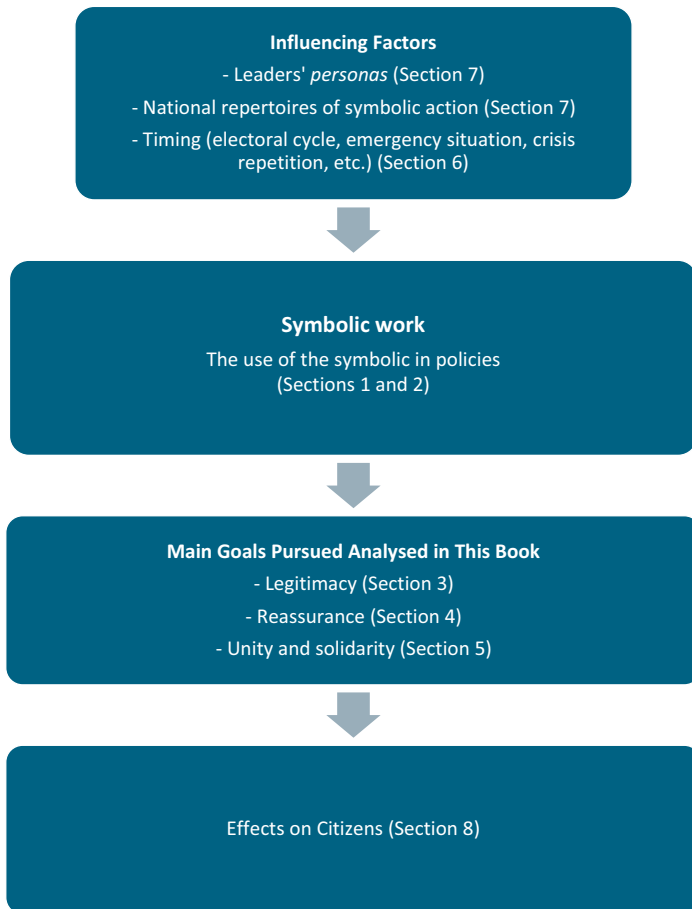 Influencing Factors
- Leaders' personas (Section 7)
- National repertoires of symbolic action (Section 7)
- Timing (electoral cycle, emergency situation, crisis
repetition, etc.) (Section 6)
Symbolic work
The use of the symbolic in policies
(Sections 1 and 2)
Main Goals Pursued Analysed in This Book
- Legitimacy (Section 3)
- Reassurance (Section 4)
- Unity and solidarity (Section 5)
Effects on Citizens (Section 8)